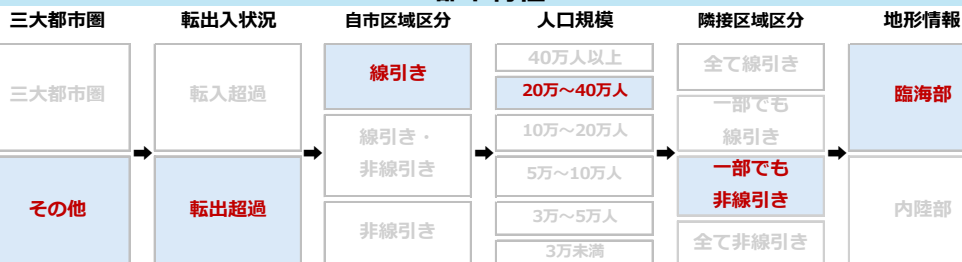 三大都市圏
転出入状況
自市区域区分
人口規模
隣接区域区分
地形情報
三大都市圏
その他
転入超過
転出超過
線引き
線引き・
非線引き
非線引き
40万人以上
20万～40万人
10万～20万人
5万～10万人
3万～5万人
3万未満
全て線引き
一部でも
線引き
一部でも
非線引き
全て非線引き
臨海部
内陸部